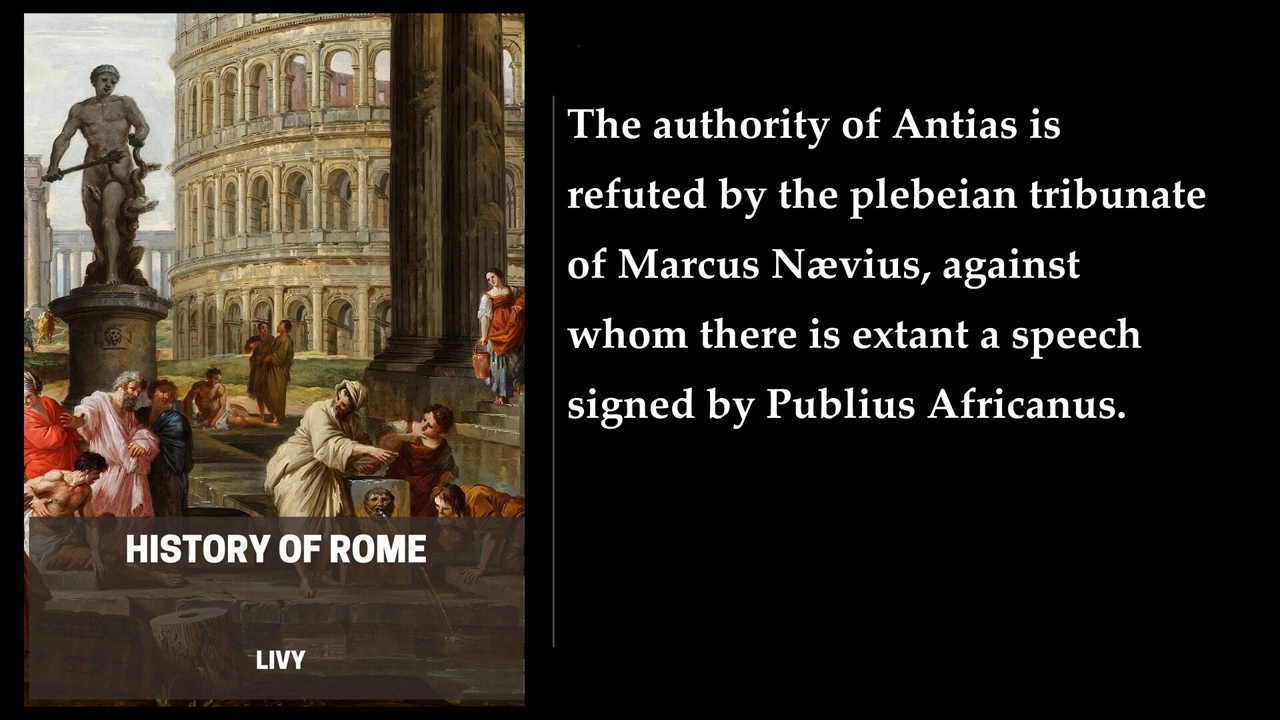 HISTORY OF ROME
LIVY
The authority of Antias is
refuted by the plebeian tribunate
of Marcus Nævius, against
whom there is extant a speech
signed by Publius Africanus.